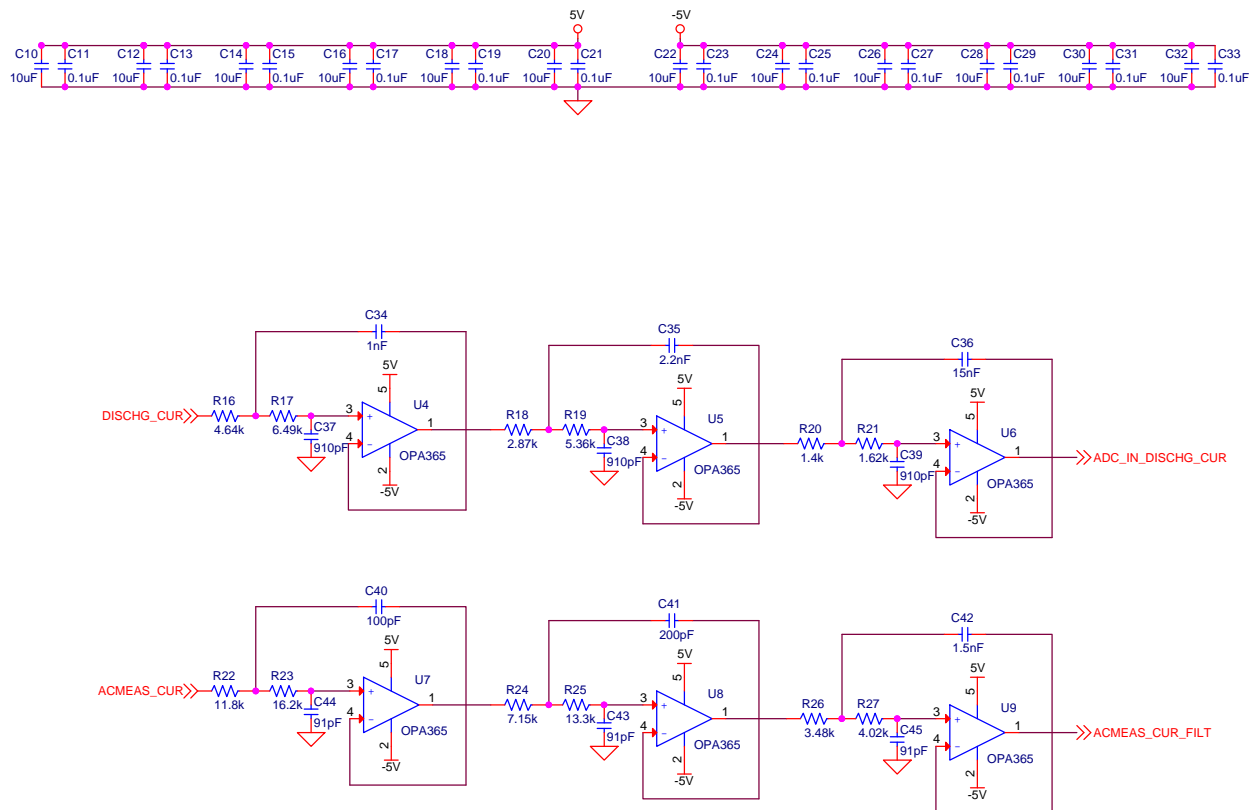 5V -5V
C10 C11 C12 C13 C14 C15 C16 C17 C18 C19 C20 C21 C22 C23 C24 C25 C26 C27 C28 C29 C30 C31 C32 C33
10uF 0.1uF 10uF 0.1uF 10uF 0.1uF 10uF 0.1uF 10uF 0.1uF 10uF 0.1uF 10uF 0.1uF 10uF 0.1uF 10uF 0.1uF 10uF 0.1uF 10uF 0.1uF 10uF 0.1uF
C34 C35 C36
1nF 2.2nF 15nF
5V 5V 5V
5 5 5
R16 R17 U4 R18 R19 U5 R20 R21 U6
DISCHG_CUR 3 + 1 3 + 1 3 + 1 ADC_IN_DISCHG_CUR
4.64k 6.49k C37 2.87k 5.36k C38 1.4k 1.62k C39
4 - 4 - 4 -
910pF 910pF 910pF
OPA365 OPA365 OPA365
2 2 2
-5V -5V -5V
C40 C41 C42
100pF 200pF 1.5nF
5V 5V 5V
5 5 5
R22 R23 U7 R24 R25 U8 R26 R27 U9
ACMEAS_CUR 3 + 1 3 + 1 3 + 1 ACMEAS_CUR_FILT
11.8k 16.2k C44 7.15k 13.3k C43 3.48k 4.02k C45
4 - 4 - 4 -
91pF 91pF 91pF
OPA365 OPA365 OPA365
2 2 2
-5V -5V -5V